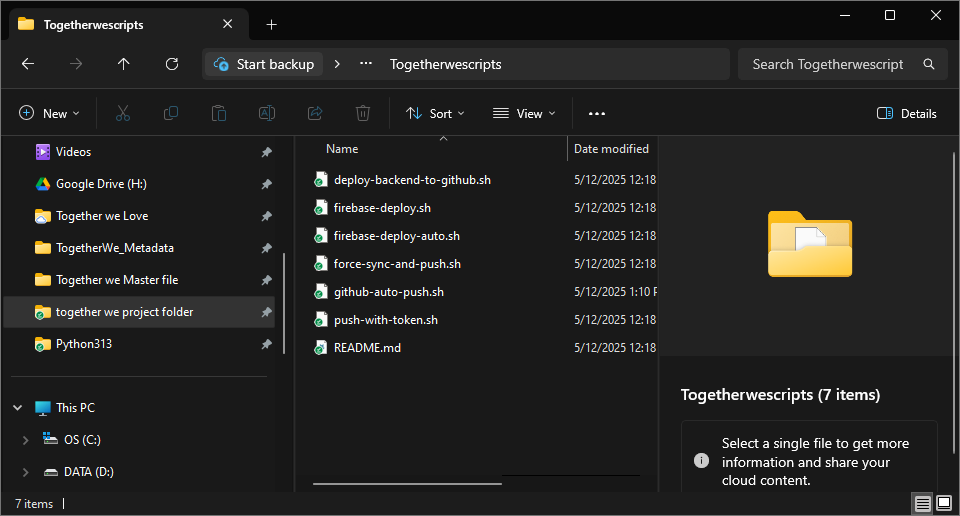 Togetherwescripts
Start backup
Togetherwescripts
Search Togetherwescript
New
Sort
View
Details
Videos
Google Drive (H:)
Together we Love
TogetherWe_Metadata
Together we Master file
together we project folder
Python313
This PC
OS (C:)
DATA (D:)
Name Date modified
deploy-backend-to-github.sh 5/12/2025 12:18
firebase-deploy.sh 5/12/2025 12:18
firebase-deploy-auto.sh 5/12/2025 12:18
force-sync-and-push.sh 5/12/2025 12:18
github-auto-push.sh 5/12/2025 1:10 P
push-with-token.sh 5/12/2025 12:18
README.md 5/12/2025 12:18
Togetherwescripts (7 items)
Select a single file to get more
information and share your
cloud content.
7 items